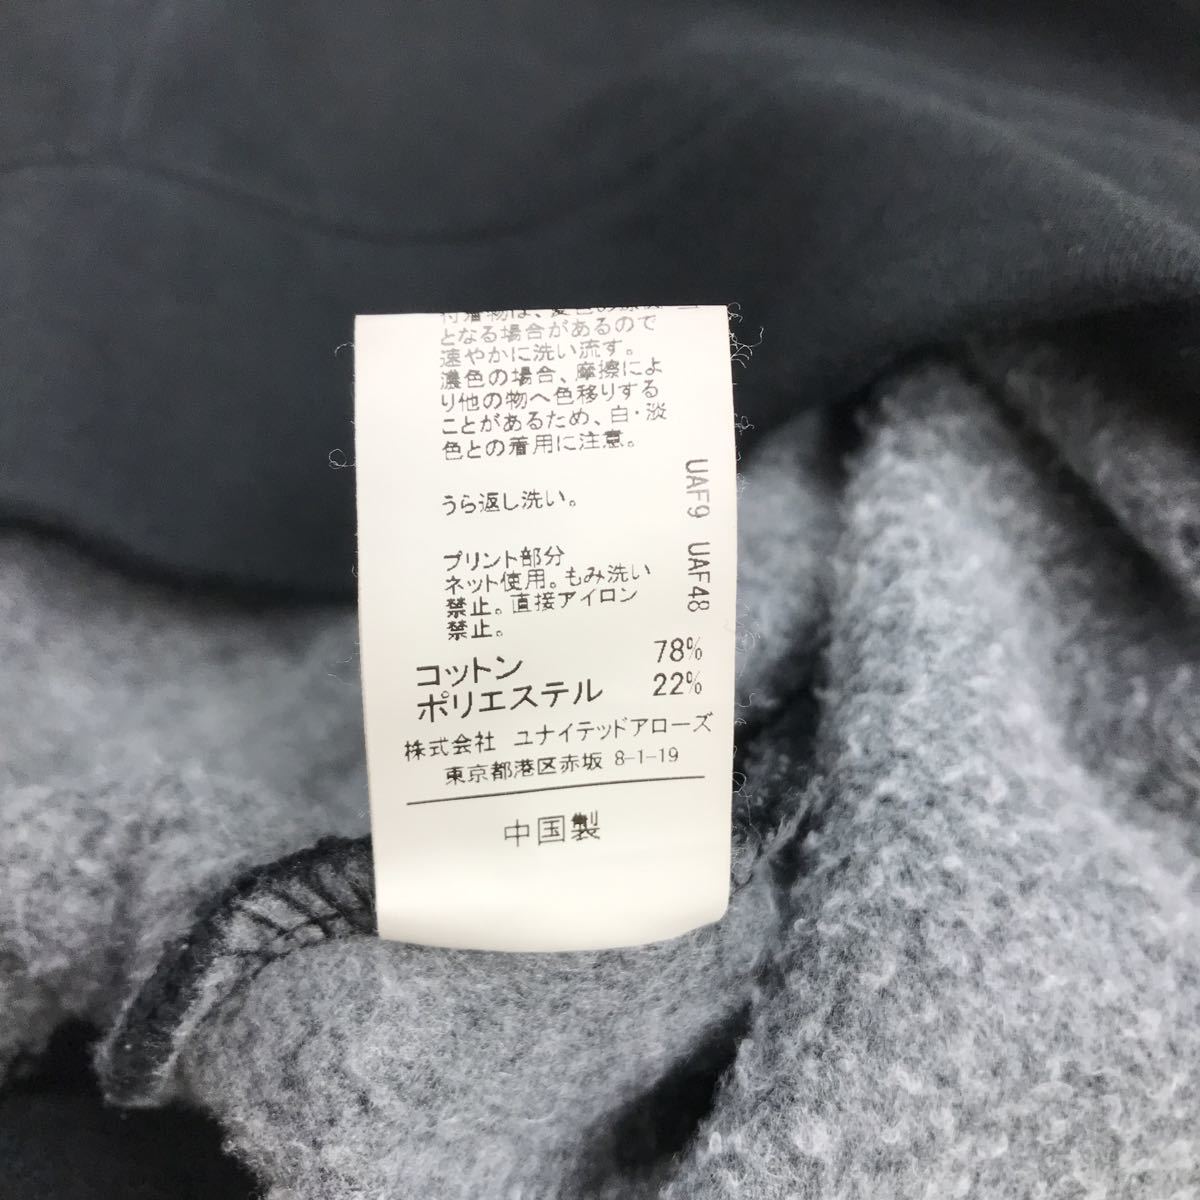 付着物は、変色の原因
となる場合があるので
速やかに洗い流す。
濃色の場合、摩擦によ
り他の物へ色移りする
ことがあるため、白・淡
色との着用に注意。
うら返し洗い。
プリント部分
ネット使用。もみ洗い
禁止。直接アイロン
禁止。
UAF9 UAF48
コットン 78%
ポリエステル 22%
株式会社 ユナイテッドアローズ
東京都港区赤坂 8-1-19
中国製